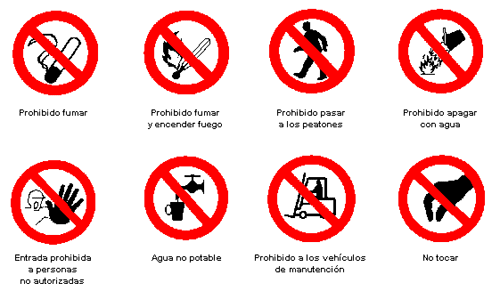 Prohibido fumar
Prohibido fumar
y encender fuego
Prohibido pasar
a los peatones
Prohibido apagar
con agua
Entrada prohibida
a personas
no autorizadas
Agua no potable
Prohibido a los vehículos
de manutención
No tocar